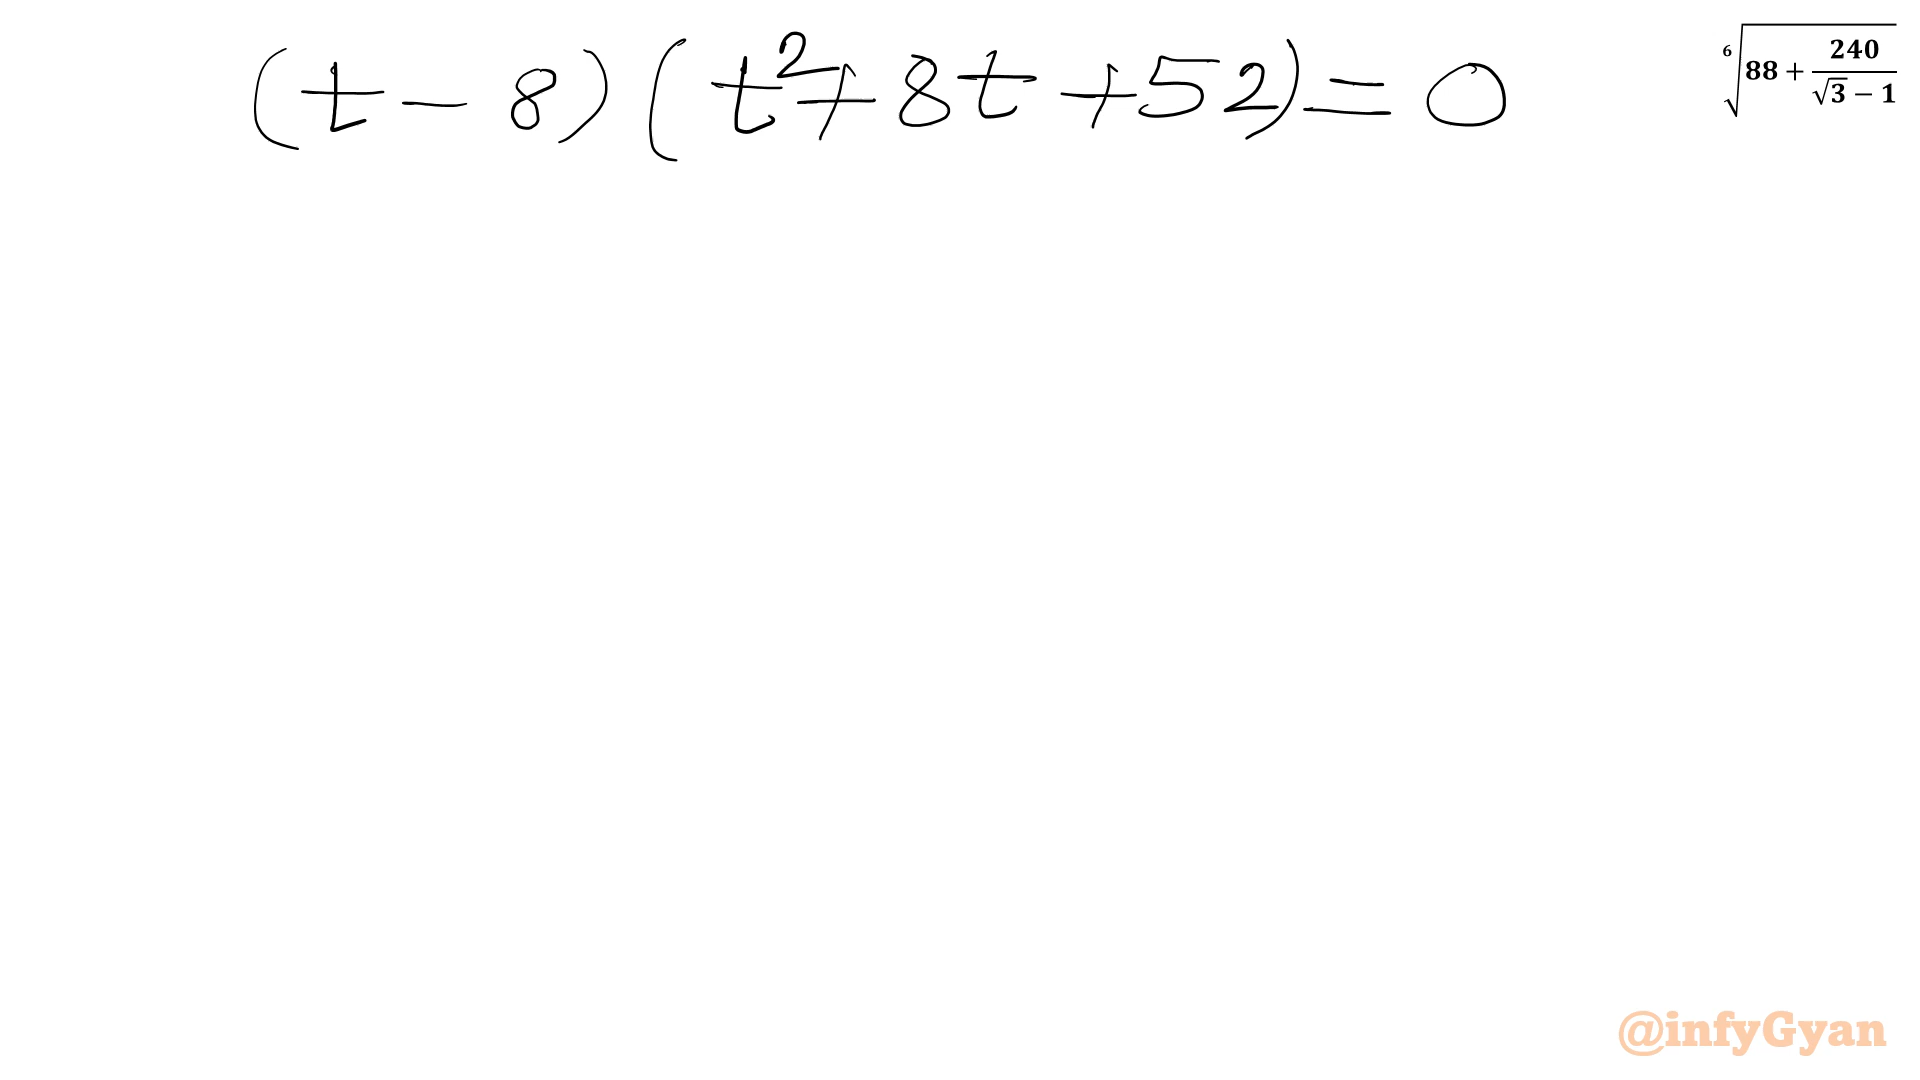 (t - 8) (t² + 8t + 52) = 0
⁶√(88 + 240/(√3 - 1))
@infyGyan